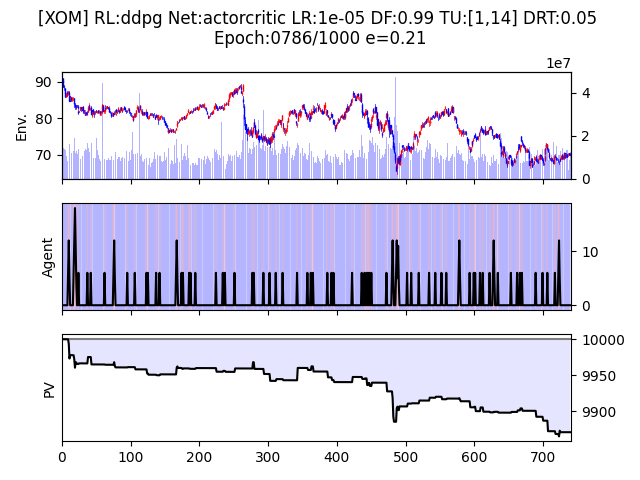 [XOM] RL:ddpg Net:actorcritic LR:1e-05 DF:0.99 TU:[1,14] DRT:0.05
Epoch:0786/1000 e=0.21
1e7
Env.
90
80
70
4
2
0
Agent
10
0
PV
10000
9950
9900
0 100 200 300 400 500 600 700